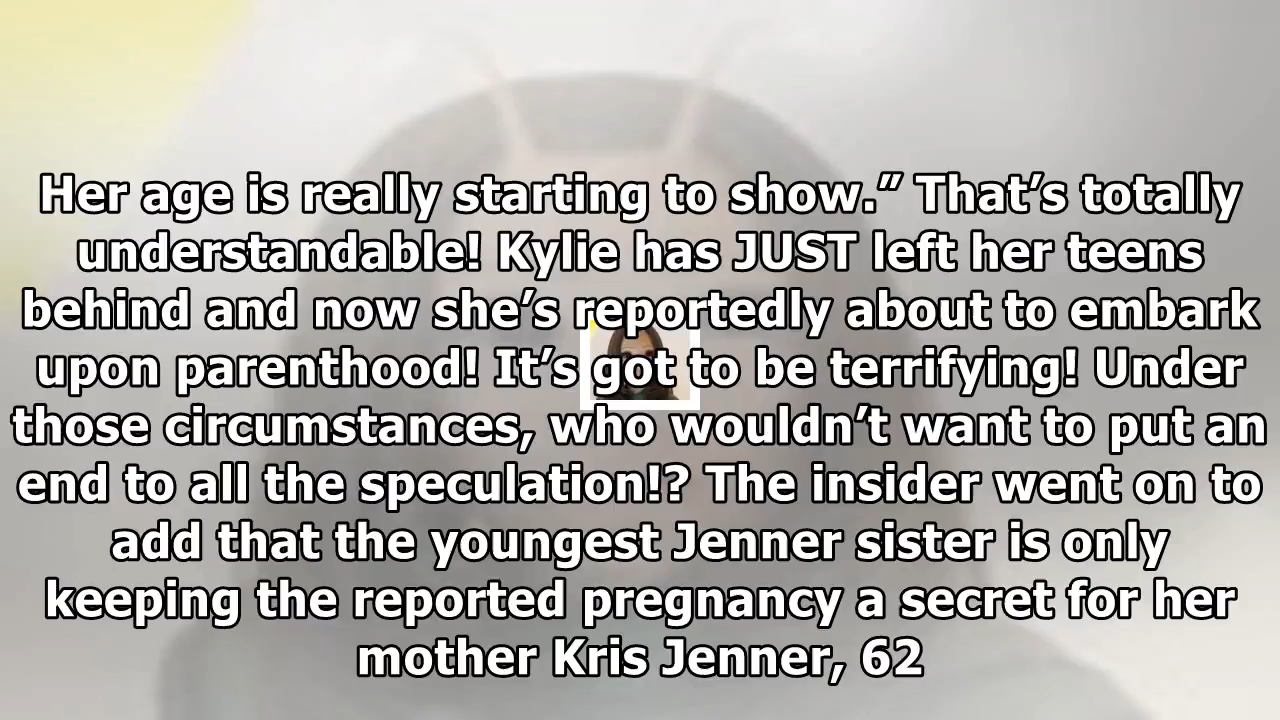 Her age is really starting to show.” That’s totally
understandable! Kylie has JUST left her teens
behind and now she’s reportedly about to embark
upon parenthood! It’s got to be terrifying! Under
those circumstances, who wouldn’t want to put an
end to all the speculation!? The insider went on to
add that the youngest Jenner sister is only
keeping the reported pregnancy a secret for her
mother Kris Jenner, 62